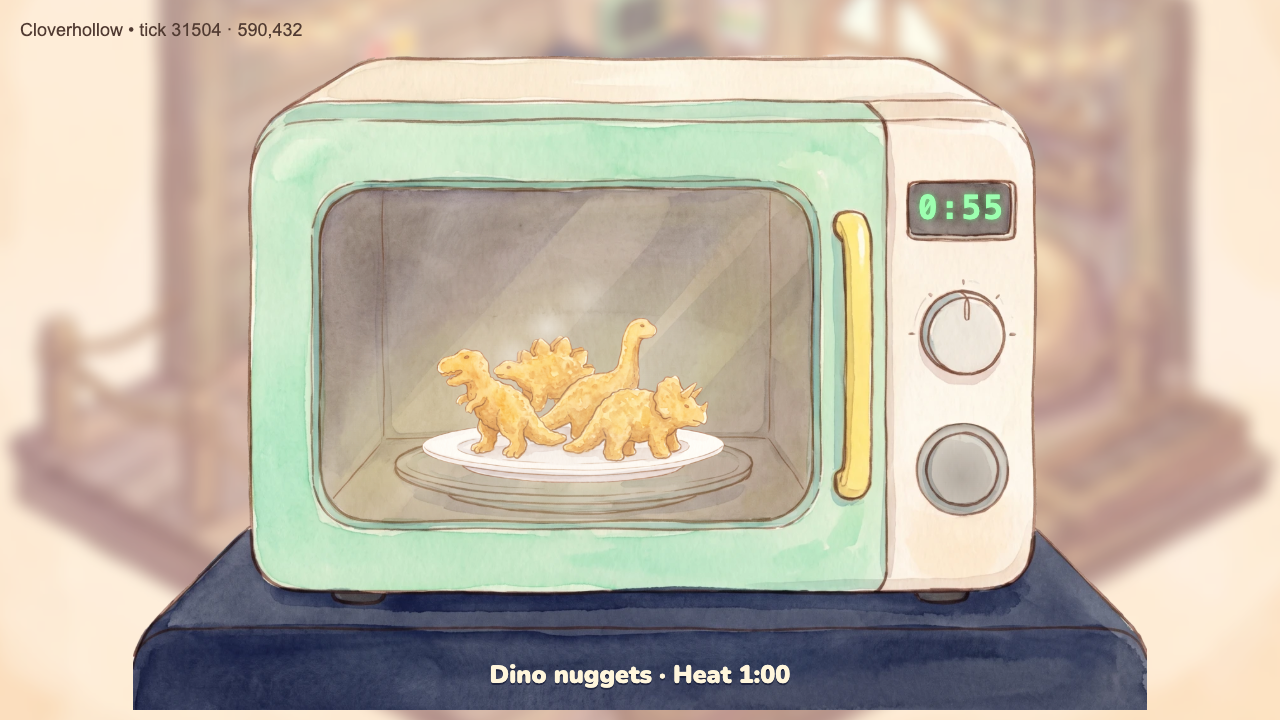 Cloverhollow • tick 31504 · 590,432
0:55
Dino nuggets · Heat 1:00